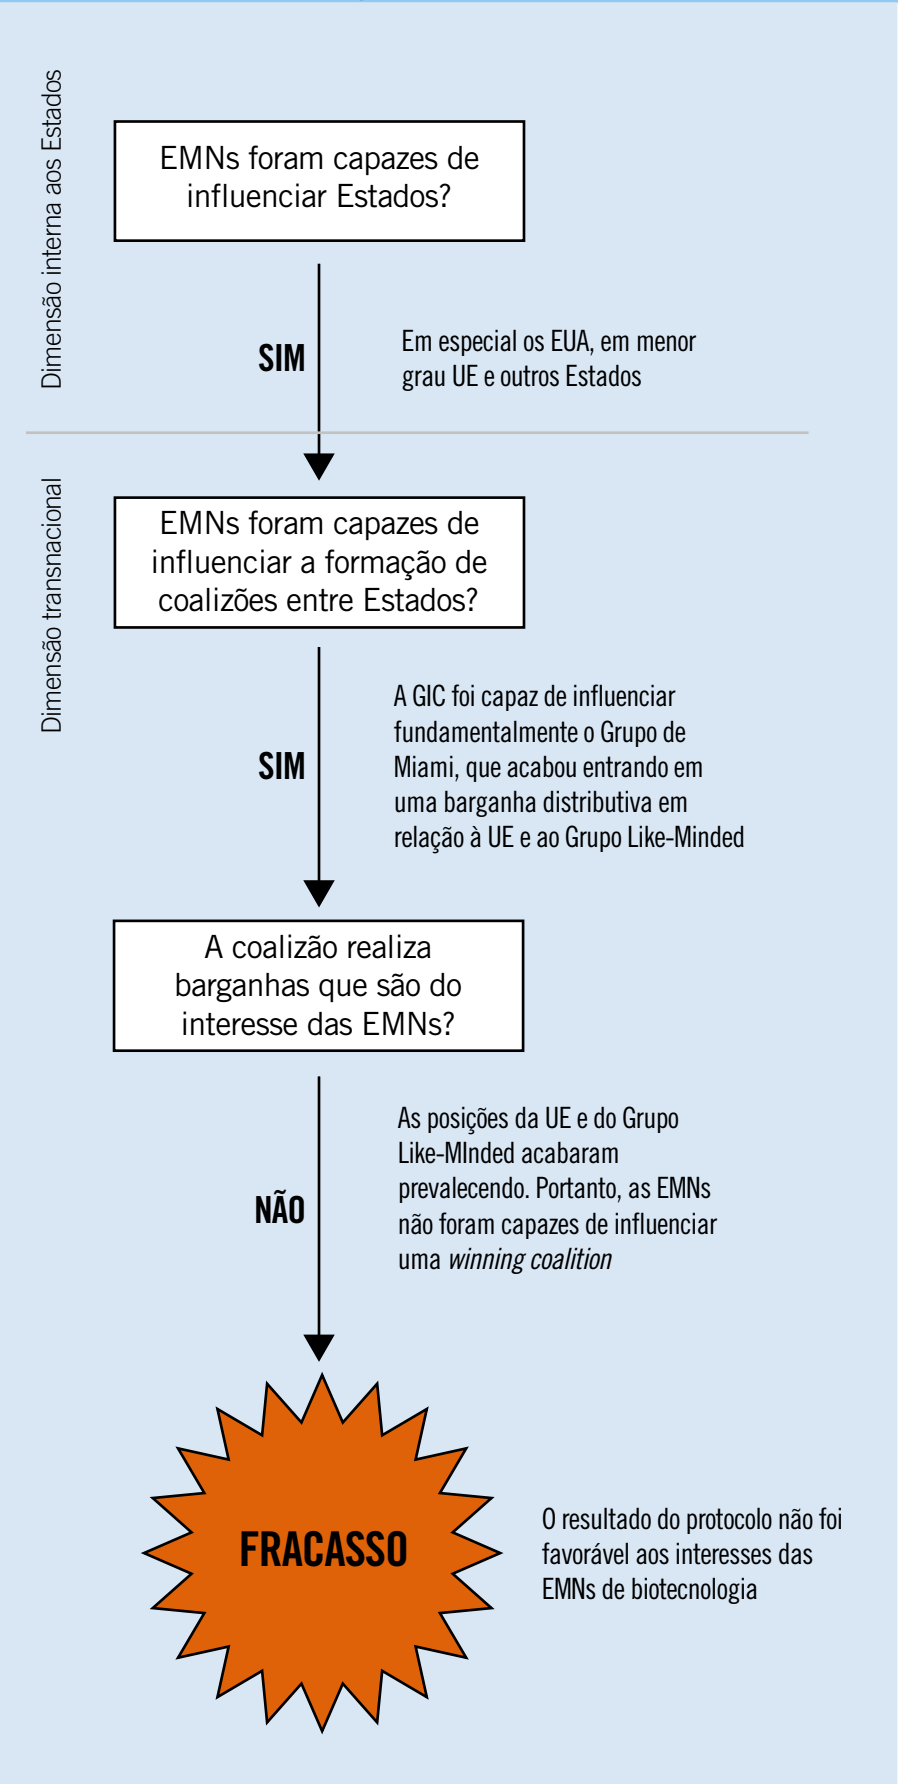 Dimensão interna aos Estados
EMNs foram capazes de
influenciar Estados?
SIM
Em especial os EUA, em menor
grau UE e outros Estados
Dimensão transnacional
EMNs foram capazes de
influenciar a formação de
coalizões entre Estados?
SIM
A GIC foi capaz de influenciar
fundamentalmente o Grupo de
Miami, que acabou entrando em
uma barganha distributiva em
relação à UE e ao Grupo Like-Minded
A coalizão realiza
barganhas que são do
interesse das EMNs?
NÃO
As posições da UE e do Grupo
Like-MInded acabaram
prevalecendo. Portanto, as EMNs
não foram capazes de influenciar
uma winning coalition
FRACASSO
O resultado do protocolo não foi
favorável aos interesses das
EMNs de biotecnologia